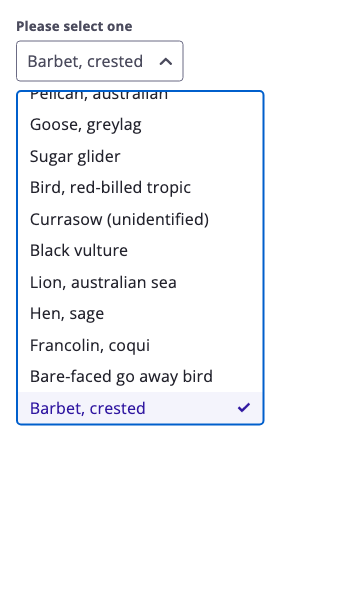 Please select one
Barbet, crested
Pelican, australian
Goose, greylag
Sugar glider
Bird, red-billed tropic
Currasow (unidentified)
Black vulture
Lion, australian sea
Hen, sage
Francolin, coqui
Bare-faced go away bird
Barbet, crested